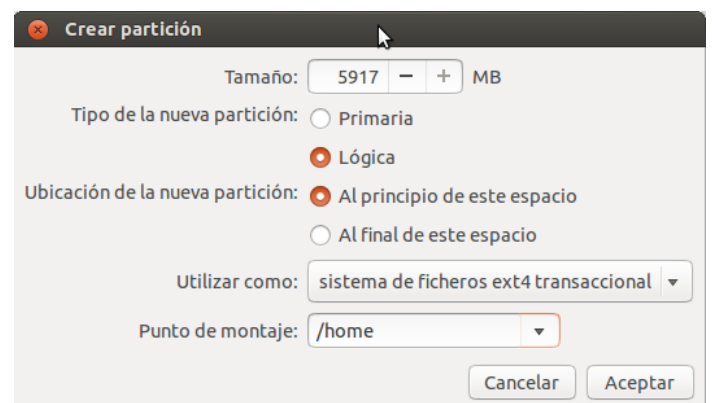 Crear partición
Tamaño: 5917 − + MB
Tipo de la nueva partición: Primaria
Lógica
Ubicación de la nueva partición: Al principio de este espacio
Al final de este espacio
Utilizar como: sistema de ficheros ext4 transaccional
Punto de montaje: /home
Cancelar Aceptar